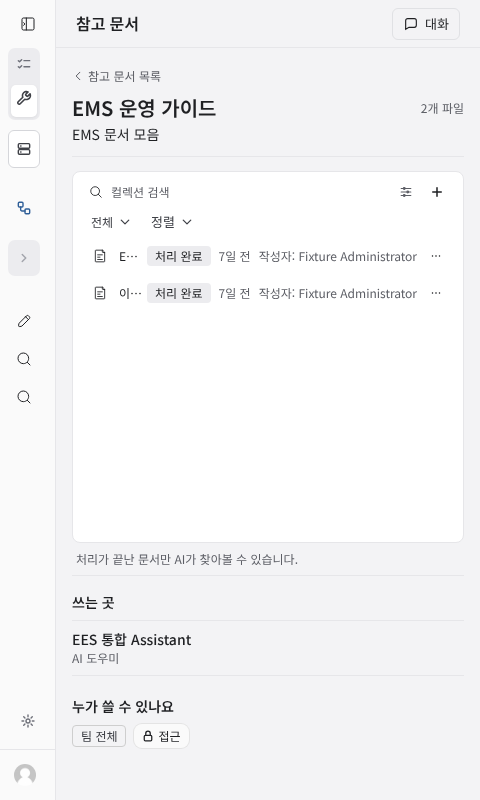 참고 문서
대화
참고 문서 목록
EMS 운영 가이드
2개 파일
EMS 문서 모음
컬렉션 검색
전체
정렬
E…
처리 완료
7일 전
작성자: Fixture Administrator
이…
처리 완료
7일 전
작성자: Fixture Administrator
처리가 끝난 문서만 AI가 찾아볼 수 있습니다.
쓰는 곳
EES 통합 Assistant
AI 도우미
누가 쓸 수 있나요
팀 전체
접근